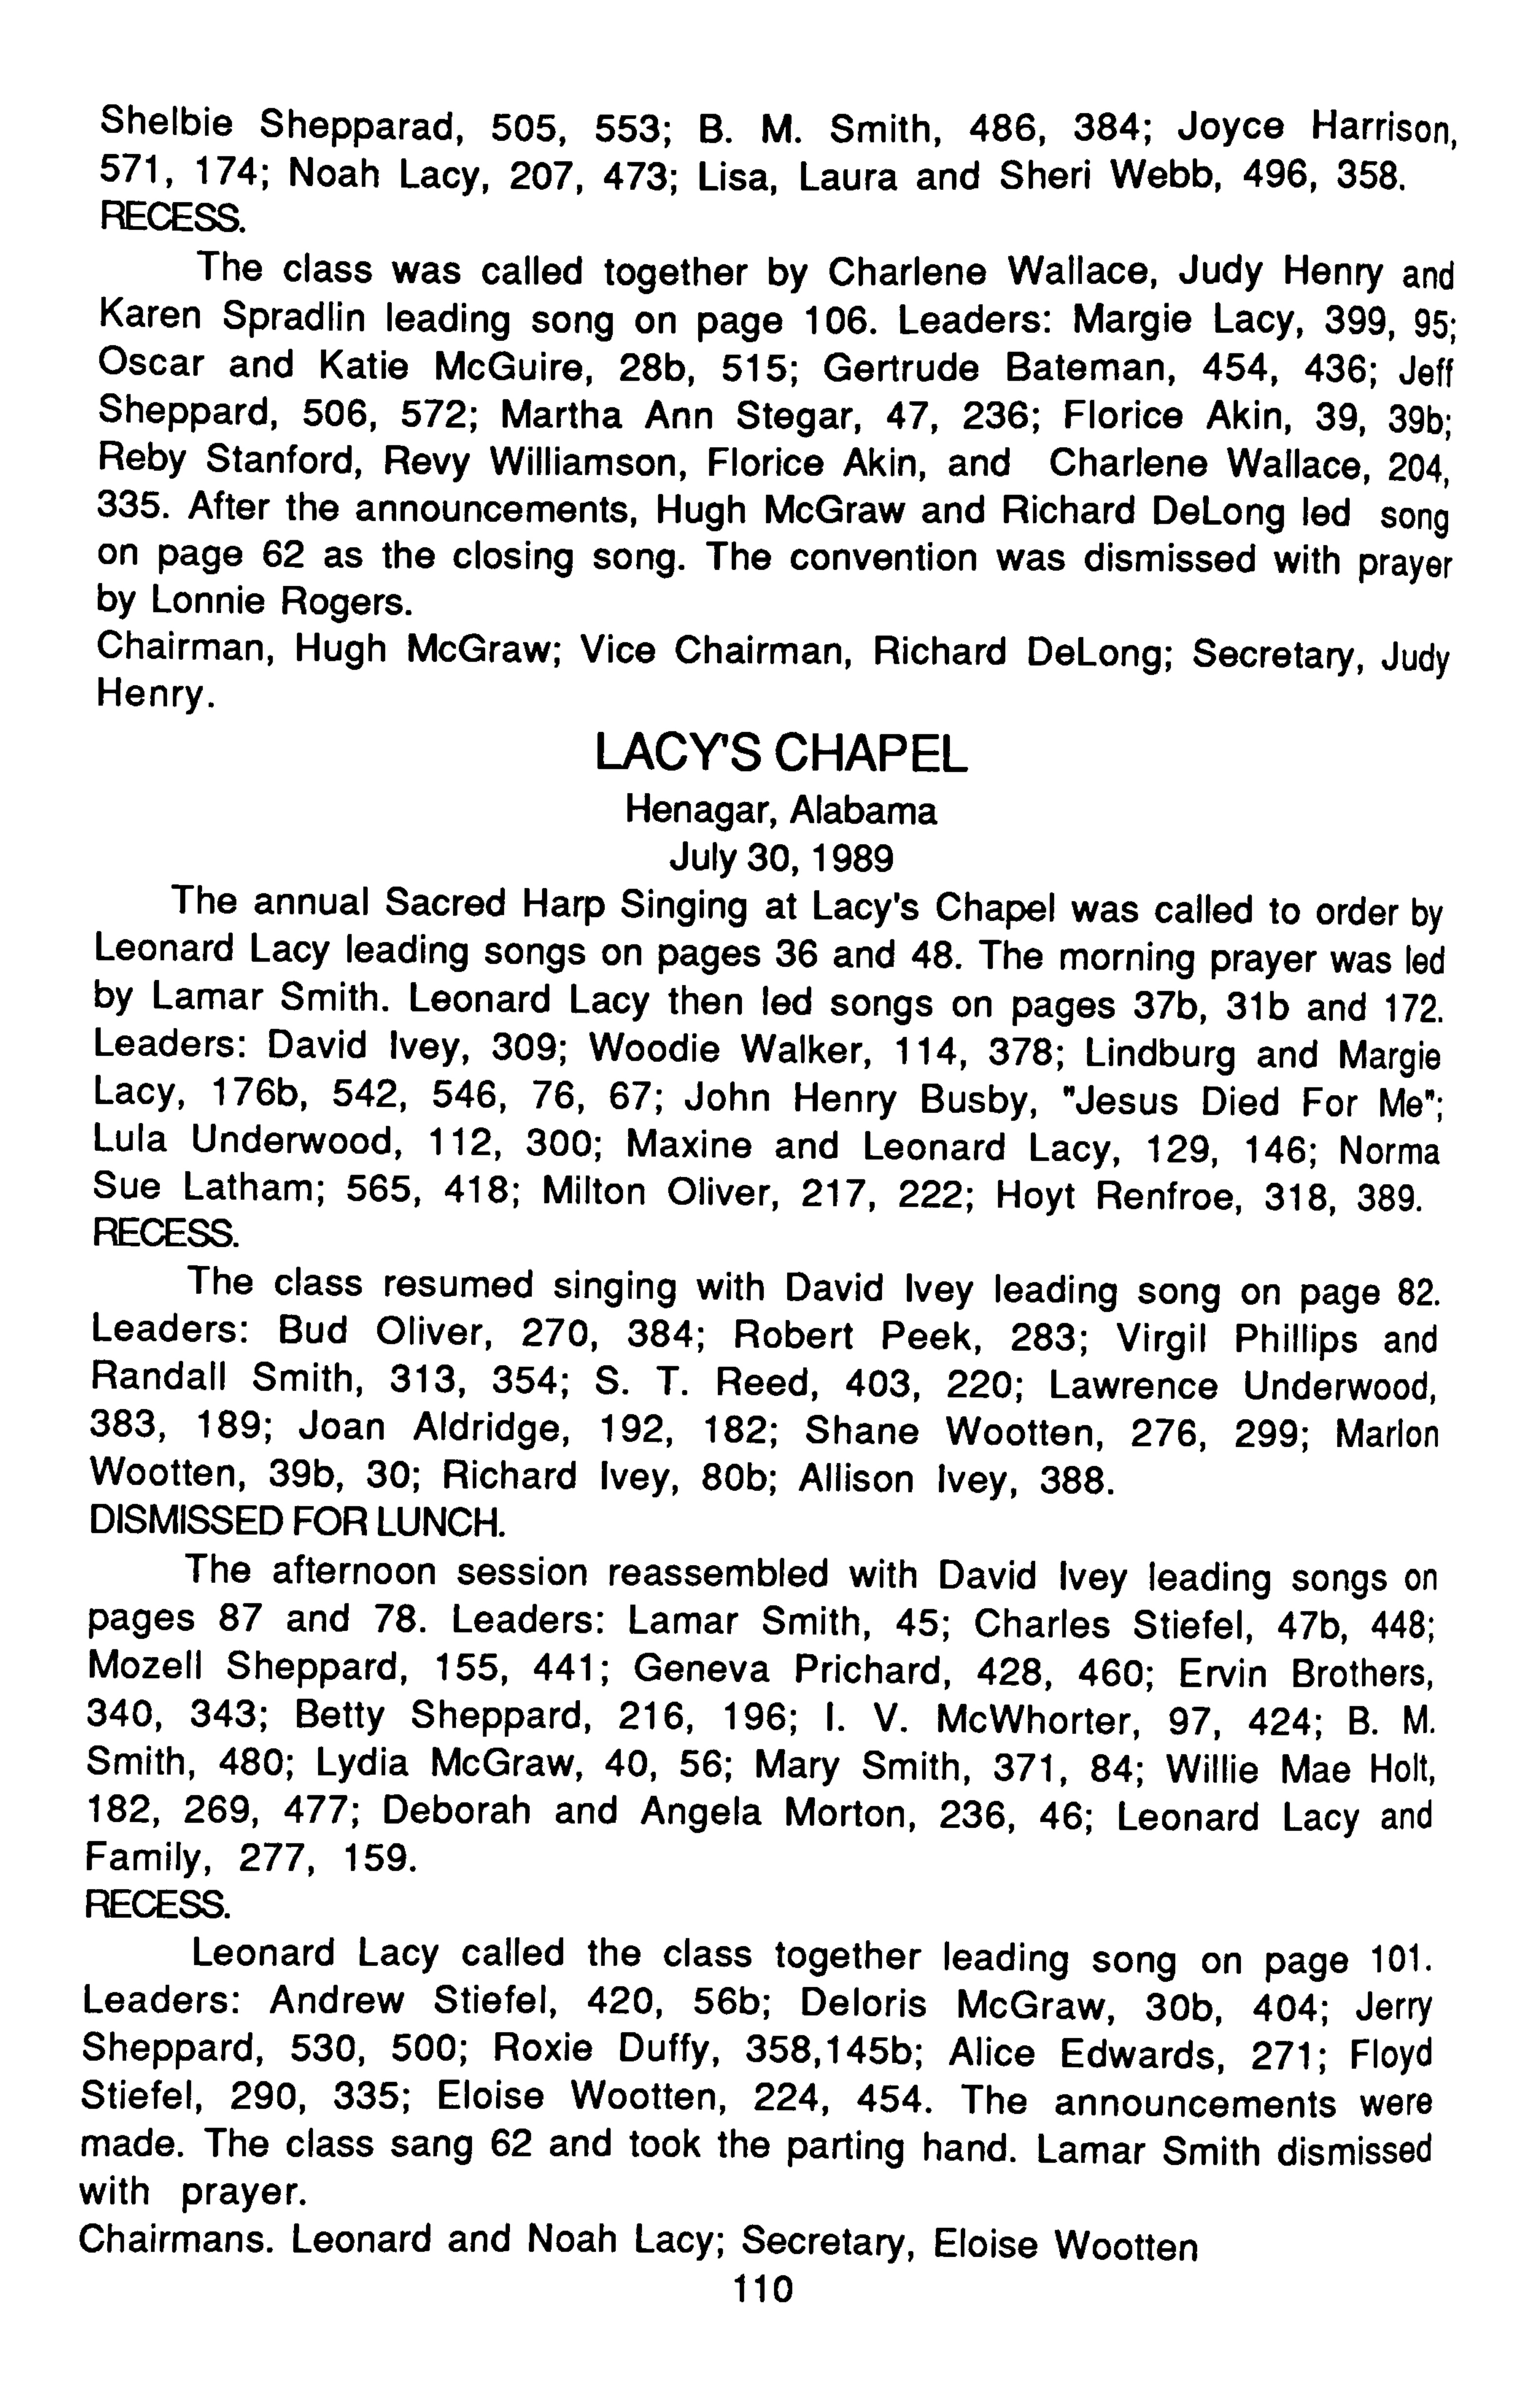 Shelbie Shepparad, 505, 553; B. M. Smith, 486, 384; Joyce Harrison,
571, 174; Noah Lacy, 207, 473; Lisa, Laura and Sheri Webb, 496, 358.
RECESS.
The class was called together by Charlene Wallace, Judy Henry and
Karen Spradlin leading song on page 106. Leaders: Margie Lacy, 399, 95;
Oscar and Katie McGuire, 28b, 515; Gertrude Bateman, 454, 436; Jeff
Sheppard, 506, 572; Martha Ann Stegar, 47, 236; Florice Akin, 39, 39b;
Reby Stanford, Revy Williamson, Florice Akin, and Charlene Wallace, 204,
335. After the announcements, Hugh McGraw and Richard DeLong led song
on page 62 as the closing song. The convention was dismissed with prayer
by Lonnie Rogers.
Chairman, Hugh McGraw; Vice Chairman, Richard DeLong; Secretary, Judy
Henry.
LACY'S CHAPEL
Henagar, Alabama
July 30, 1989
The annual Sacred Harp Singing at Lacy's Chapel was called to order by
Leonard Lacy leading songs on pages 36 and 48. The morning prayer was led
by Lamar Smith. Leonard Lacy then led songs on pages 37b, 31b and 172.
Leaders: David Ivey, 309; Woodie Walker, 114, 378; Lindburg and Margie
Lacy, 176b, 542, 546, 76, 67; John Henry Busby, "Jesus Died For Me";
Lula Underwood, 112, 300; Maxine and Leonard Lacy, 129, 146; Norma
Sue Latham; 565, 418; Milton Oliver, 217, 222; Hoyt Renfroe, 318, 389.
RECESS.
The class resumed singing with David Ivey leading song on page 82.
Leaders: Bud Oliver, 270, 384; Robert Peek, 283; Virgil Phillips and
Randall Smith, 313, 354; S. T. Reed, 403, 220; Lawrence Underwood,
383, 189; Joan Aldridge, 192, 182; Shane Wootten, 276, 299; Marlon
Wootten, 39b, 30; Richard Ivey, 80b; Allison Ivey, 388.
DISMISSED FOR LUNCH.
The afternoon session reassembled with David Ivey leading songs on
pages 87 and 78. Leaders: Lamar Smith, 45; Charles Stiefel, 47b, 448;
Mozell Sheppard, 155, 441; Geneva Prichard, 428, 460; Ervin Brothers,
340, 343; Betty Sheppard, 216, 196; I. V. McWhorter, 97, 424; B. M.
Smith, 480; Lydia McGraw, 40, 56; Mary Smith, 371, 84; Willie Mae Holt,
182, 269, 477; Deborah and Angela Morton, 236, 46; Leonard Lacy and
Family, 277, 159.
RECESS.
Leonard Lacy called the class together leading song on page 101.
Leaders: Andrew Stiefel, 420, 56b; Deloris McGraw, 30b, 404; Jerry
Sheppard, 530, 500; Roxie Duffy, 358,145b; Alice Edwards, 271; Floyd
Stiefel, 290, 335; Eloise Wootten, 224, 454. The announcements were
made. The class sang 62 and took the parting hand. Lamar Smith dismissed
with prayer.
Chairmans. Leonard and Noah Lacy; Secretary, Eloise Wootten
110